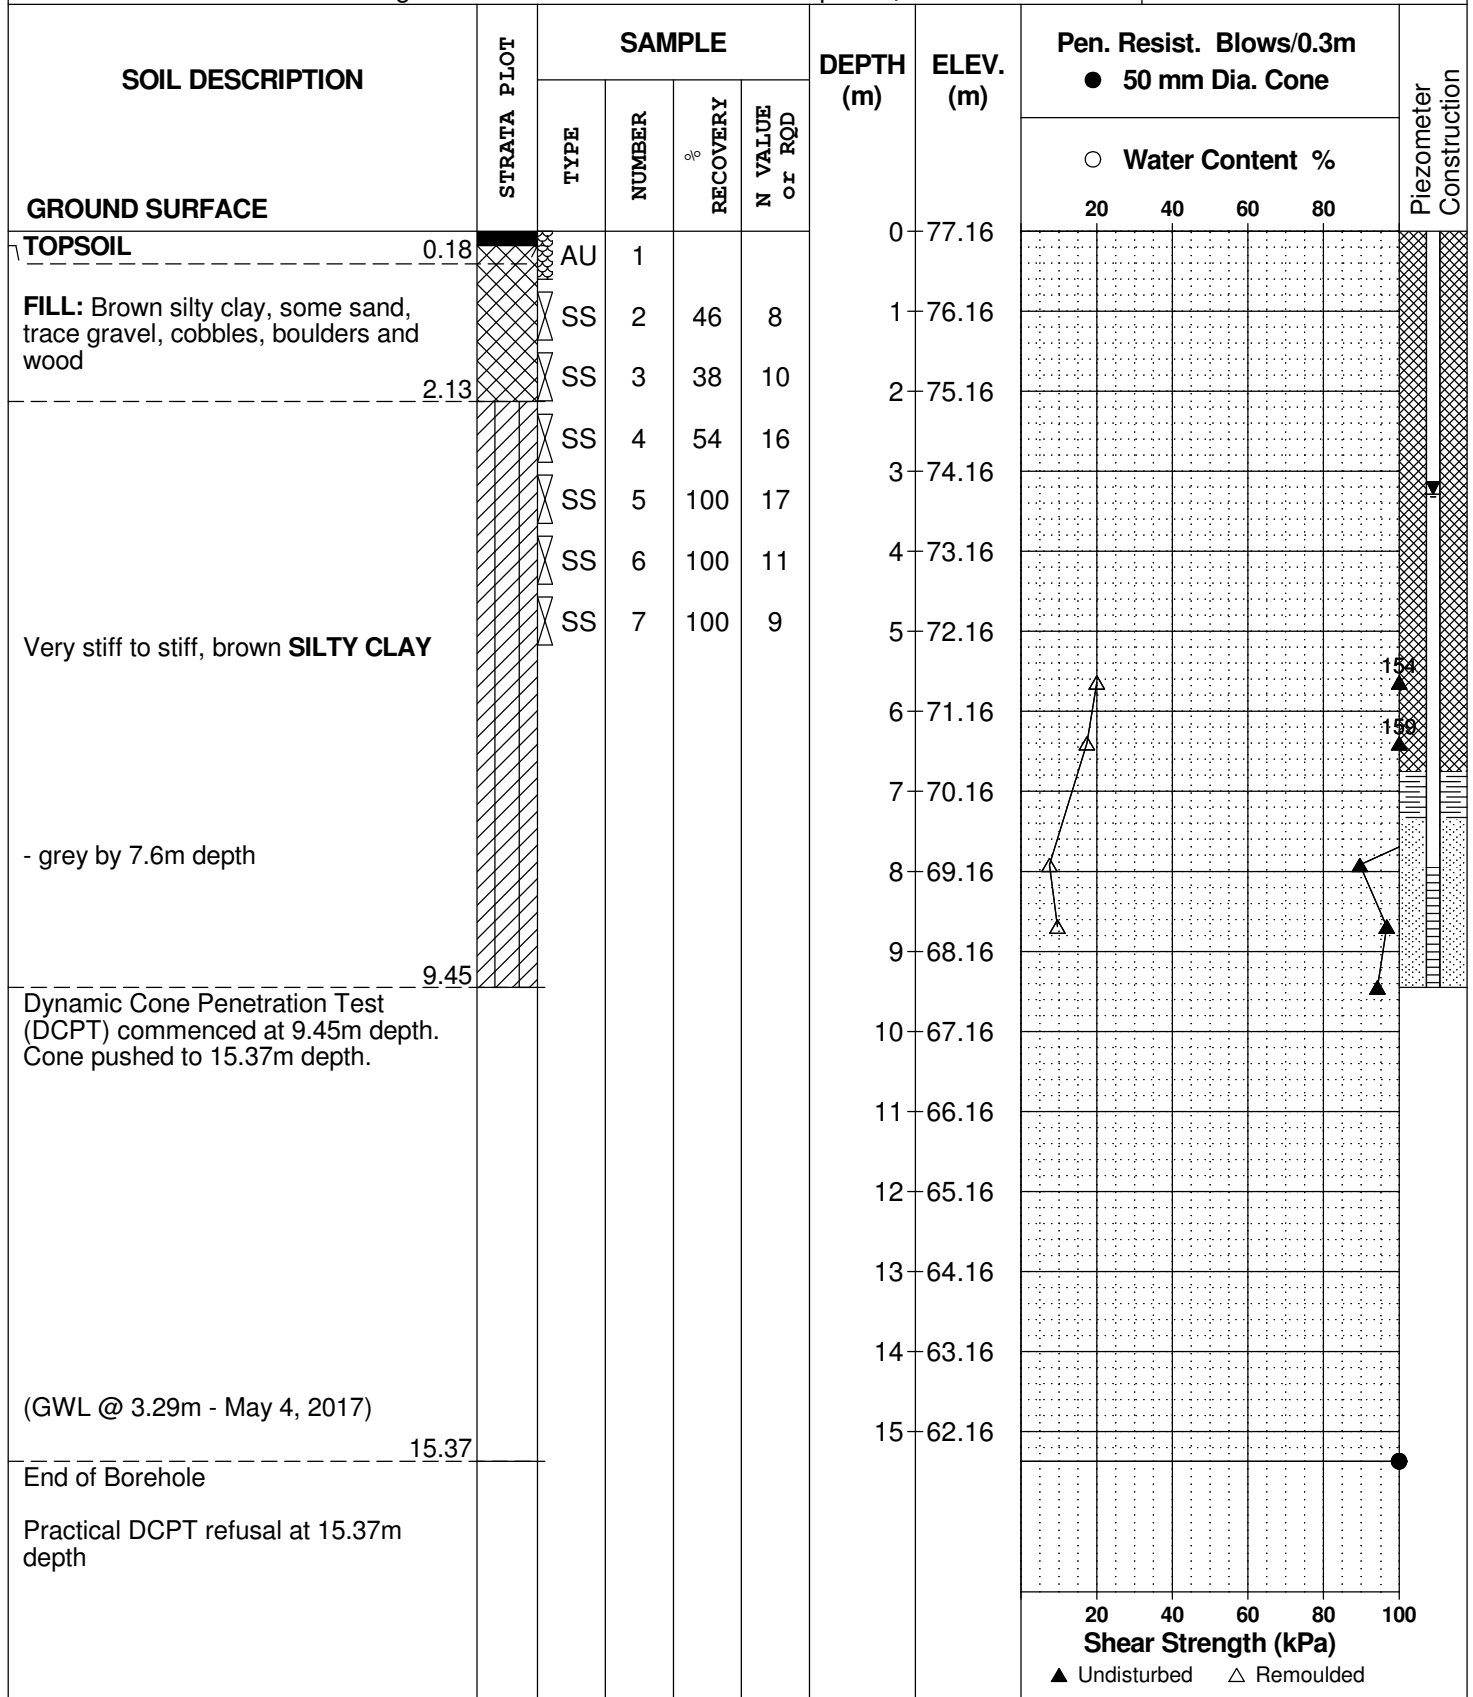 SOIL DESCRIPTION
GROUND SURFACE
STRATA PLOT
SAMPLE
TYPE
NUMBER
% RECOVERY
N VALUE or RQD
DEPTH (m)
ELEV. (m)
Pen. Resist. Blows/0.3m
● 50 mm Dia. Cone
○ Water Content %
20 40 60 80
Piezometer Construction
TOPSOIL 0.18
FILL: Brown silty clay, some sand,
trace gravel, cobbles, boulders and
wood
2.13
Very stiff to stiff, brown SILTY CLAY
- grey by 7.6m depth
9.45
Dynamic Cone Penetration Test
(DCPT) commenced at 9.45m depth.
Cone pushed to 15.37m depth.
(GWL @ 3.29m - May 4, 2017)
15.37
End of Borehole
Practical DCPT refusal at 15.37m
depth
AU 1
SS 2 46 8
SS 3 38 10
SS 4 54 16
SS 5 100 17
SS 6 100 11
SS 7 100 9
0 77.16
1 76.16
2 75.16
3 74.16
4 73.16
5 72.16
6 71.16
7 70.16
8 69.16
9 68.16
10 67.16
11 66.16
12 65.16
13 64.16
14 63.16
15 62.16
154
159
20 40 60 80 100
Shear Strength (kPa)
▲ Undisturbed △ Remoulded